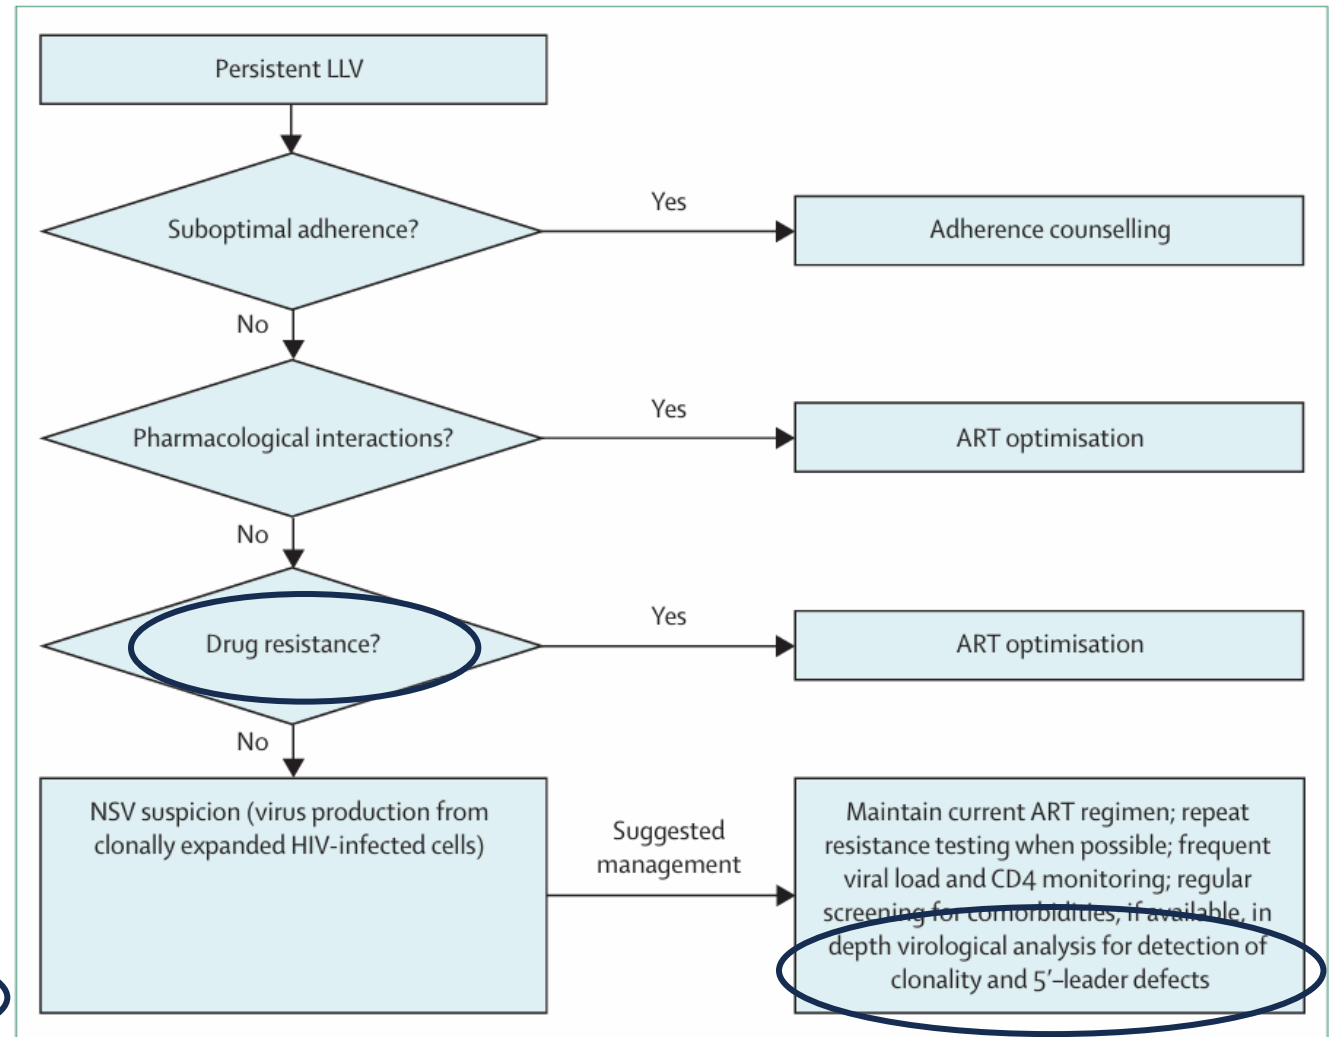 Persistent LLV
Suboptimal adherence?
Yes
Adherence counselling
No
Pharmacological interactions?
Yes
ART optimisation
No
Drug resistance?
Yes
ART optimisation
No
NSV suspicion (virus production from
clonally expanded HIV-infected cells)
Suggested
management
Maintain current ART regimen; repeat
resistance testing when possible; frequent
viral load and CD4 monitoring; regular
screening for comorbidities, if available, in
depth virological analysis for detection of
clonality and 5′–leader defects